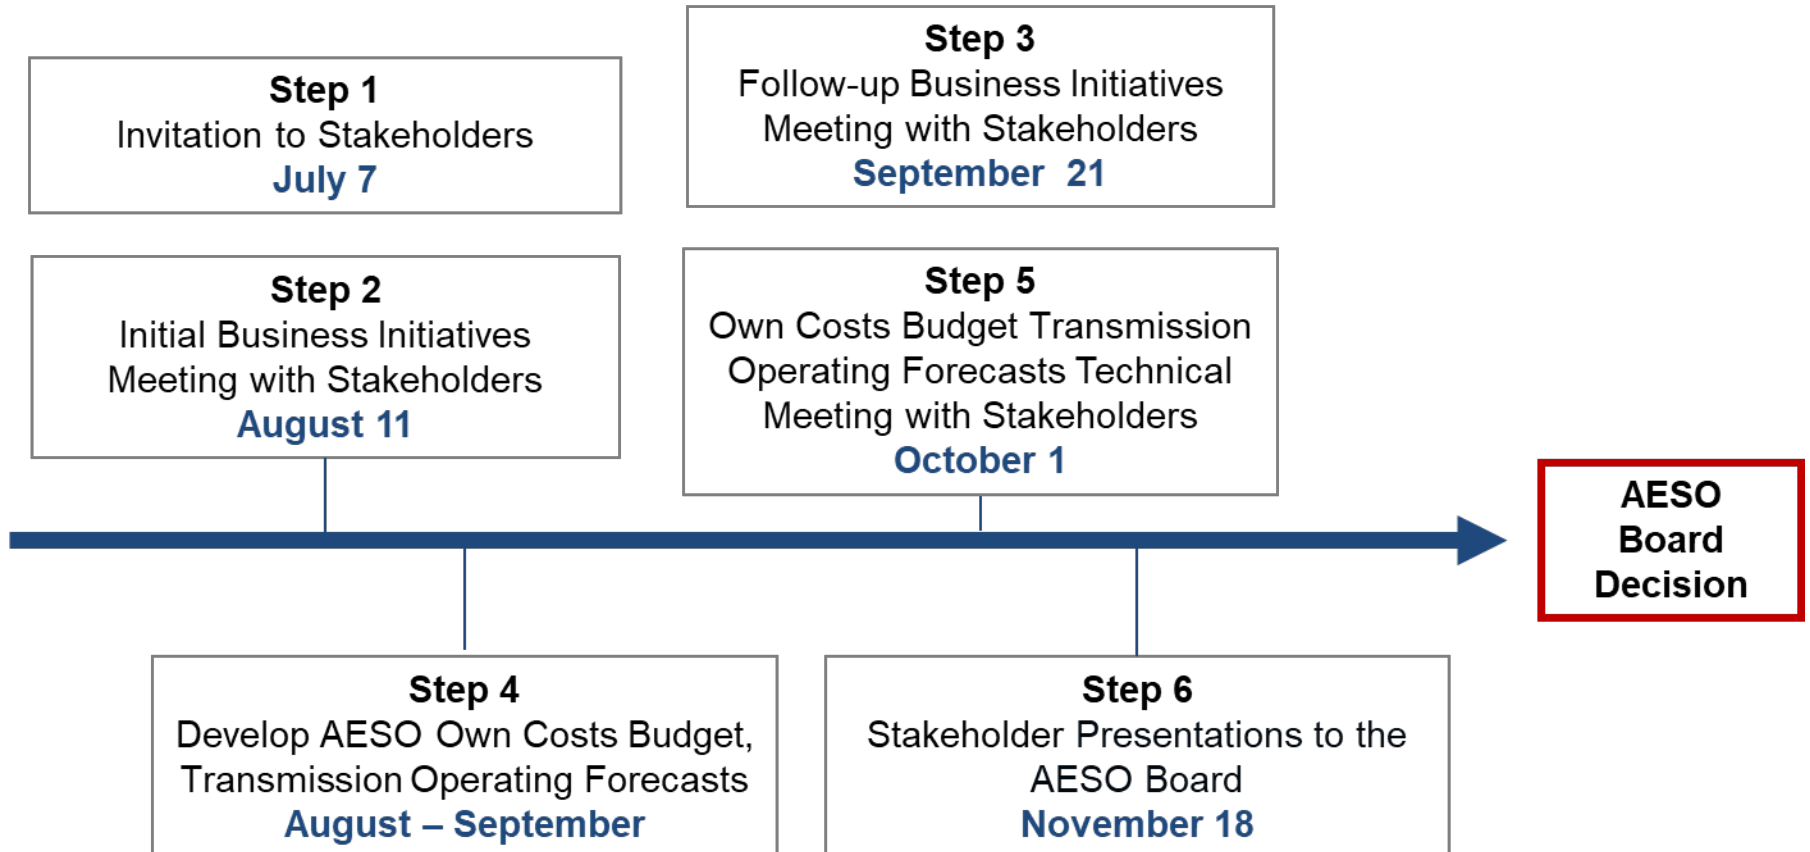 Step 1
Invitation to Stakeholders
July 7
Step 2
Initial Business Initiatives
Meeting with Stakeholders
August 11
Step 3
Follow-up Business Initiatives
Meeting with Stakeholders
September 21
Step 4
Develop AESO Own Costs Budget,
Transmission Operating Forecasts
August – September
Step 5
Own Costs Budget Transmission
Operating Forecasts Technical
Meeting with Stakeholders
October 1
Step 6
Stakeholder Presentations to the
AESO Board
November 18
AESO
Board
Decision